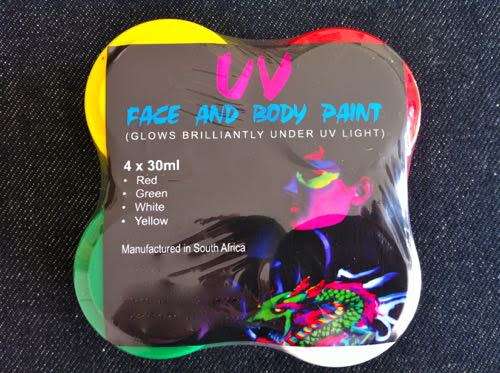 UV
FACE AND BODY PAINT
(GLOWS BRILLIANTLY UNDER UV LIGHT)
4 x 30ml
• Red
• Green
• White
• Yellow
Manufactured in South Africa